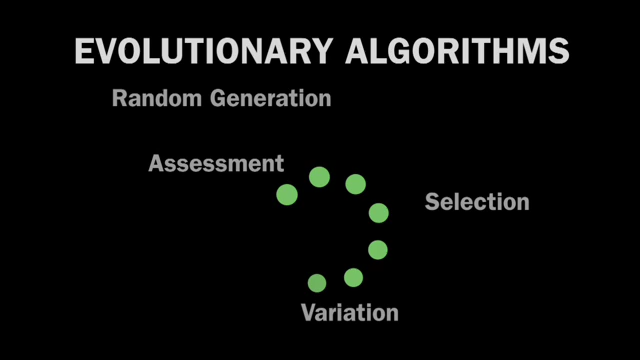 EVOLUTIONARY ALGORITHMS
Random Generation
Assessment
Selection
Variation